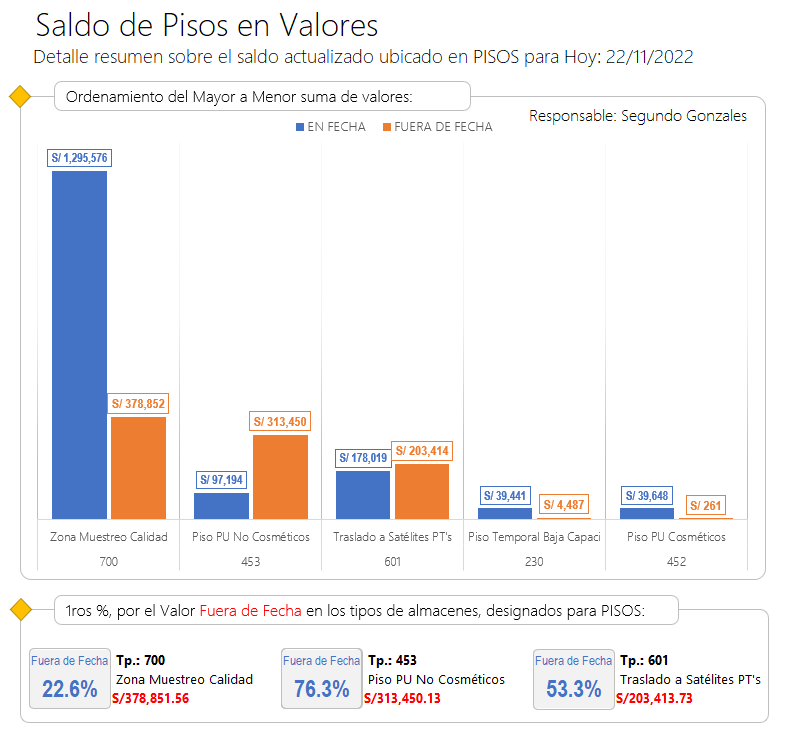 Saldo de Pisos en Valores
Detalle resumen sobre el saldo actualizado ubicado en PISOS para Hoy: 22/11/2022
Ordenamiento del Mayor a Menor suma de valores:
Responsable: Segundo Gonzales
EN FECHA FUERA DE FECHA
S/ 1,295,576
S/ 378,852
S/ 97,194
S/ 313,450
S/ 178,019
S/ 203,414
S/ 39,441
S/ 4,487
S/ 39,648
S/ 261
Zona Muestreo Calidad
Piso PU No Cosméticos
Traslado a Satélites PT's
Piso Temporal Baja Capaci
Piso PU Cosméticos
700
453
601
230
452
1ros %, por el Valor Fuera de Fecha en los tipos de almacenes, designados para PISOS:
Fuera de Fecha
22.6%
Tp.: 700
Zona Muestreo Calidad
S/378,851.56
Fuera de Fecha
76.3%
Tp.: 453
Piso PU No Cosméticos
S/313,450.13
Fuera de Fecha
53.3%
Tp.: 601
Traslado a Satélites PT's
S/203,413.73